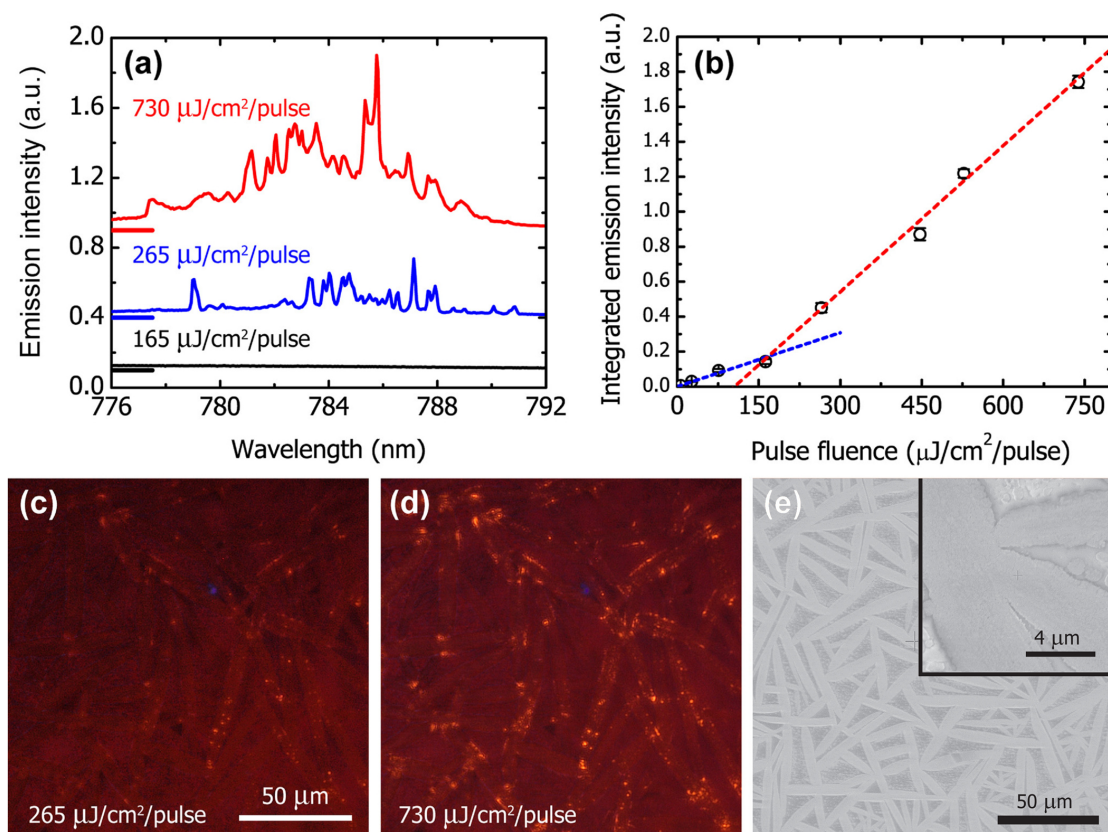 (a)
730 μJ/cm²/pulse
265 μJ/cm²/pulse
165 μJ/cm²/pulse
Emission intensity (a.u.)
2.0
1.6
1.2
0.8
0.4
0.0
776 780 784 788 792
Wavelength (nm)
(b)
Integrated emission intensity (a.u.)
2.0
1.8
1.6
1.4
1.2
1.0
0.8
0.6
0.4
0.2
0.0
0 150 300 450 600 750
Pulse fluence (μJ/cm²/pulse)
(c)
265 μJ/cm²/pulse
50 μm
(d)
730 μJ/cm²/pulse
(e)
4 μm
50 μm